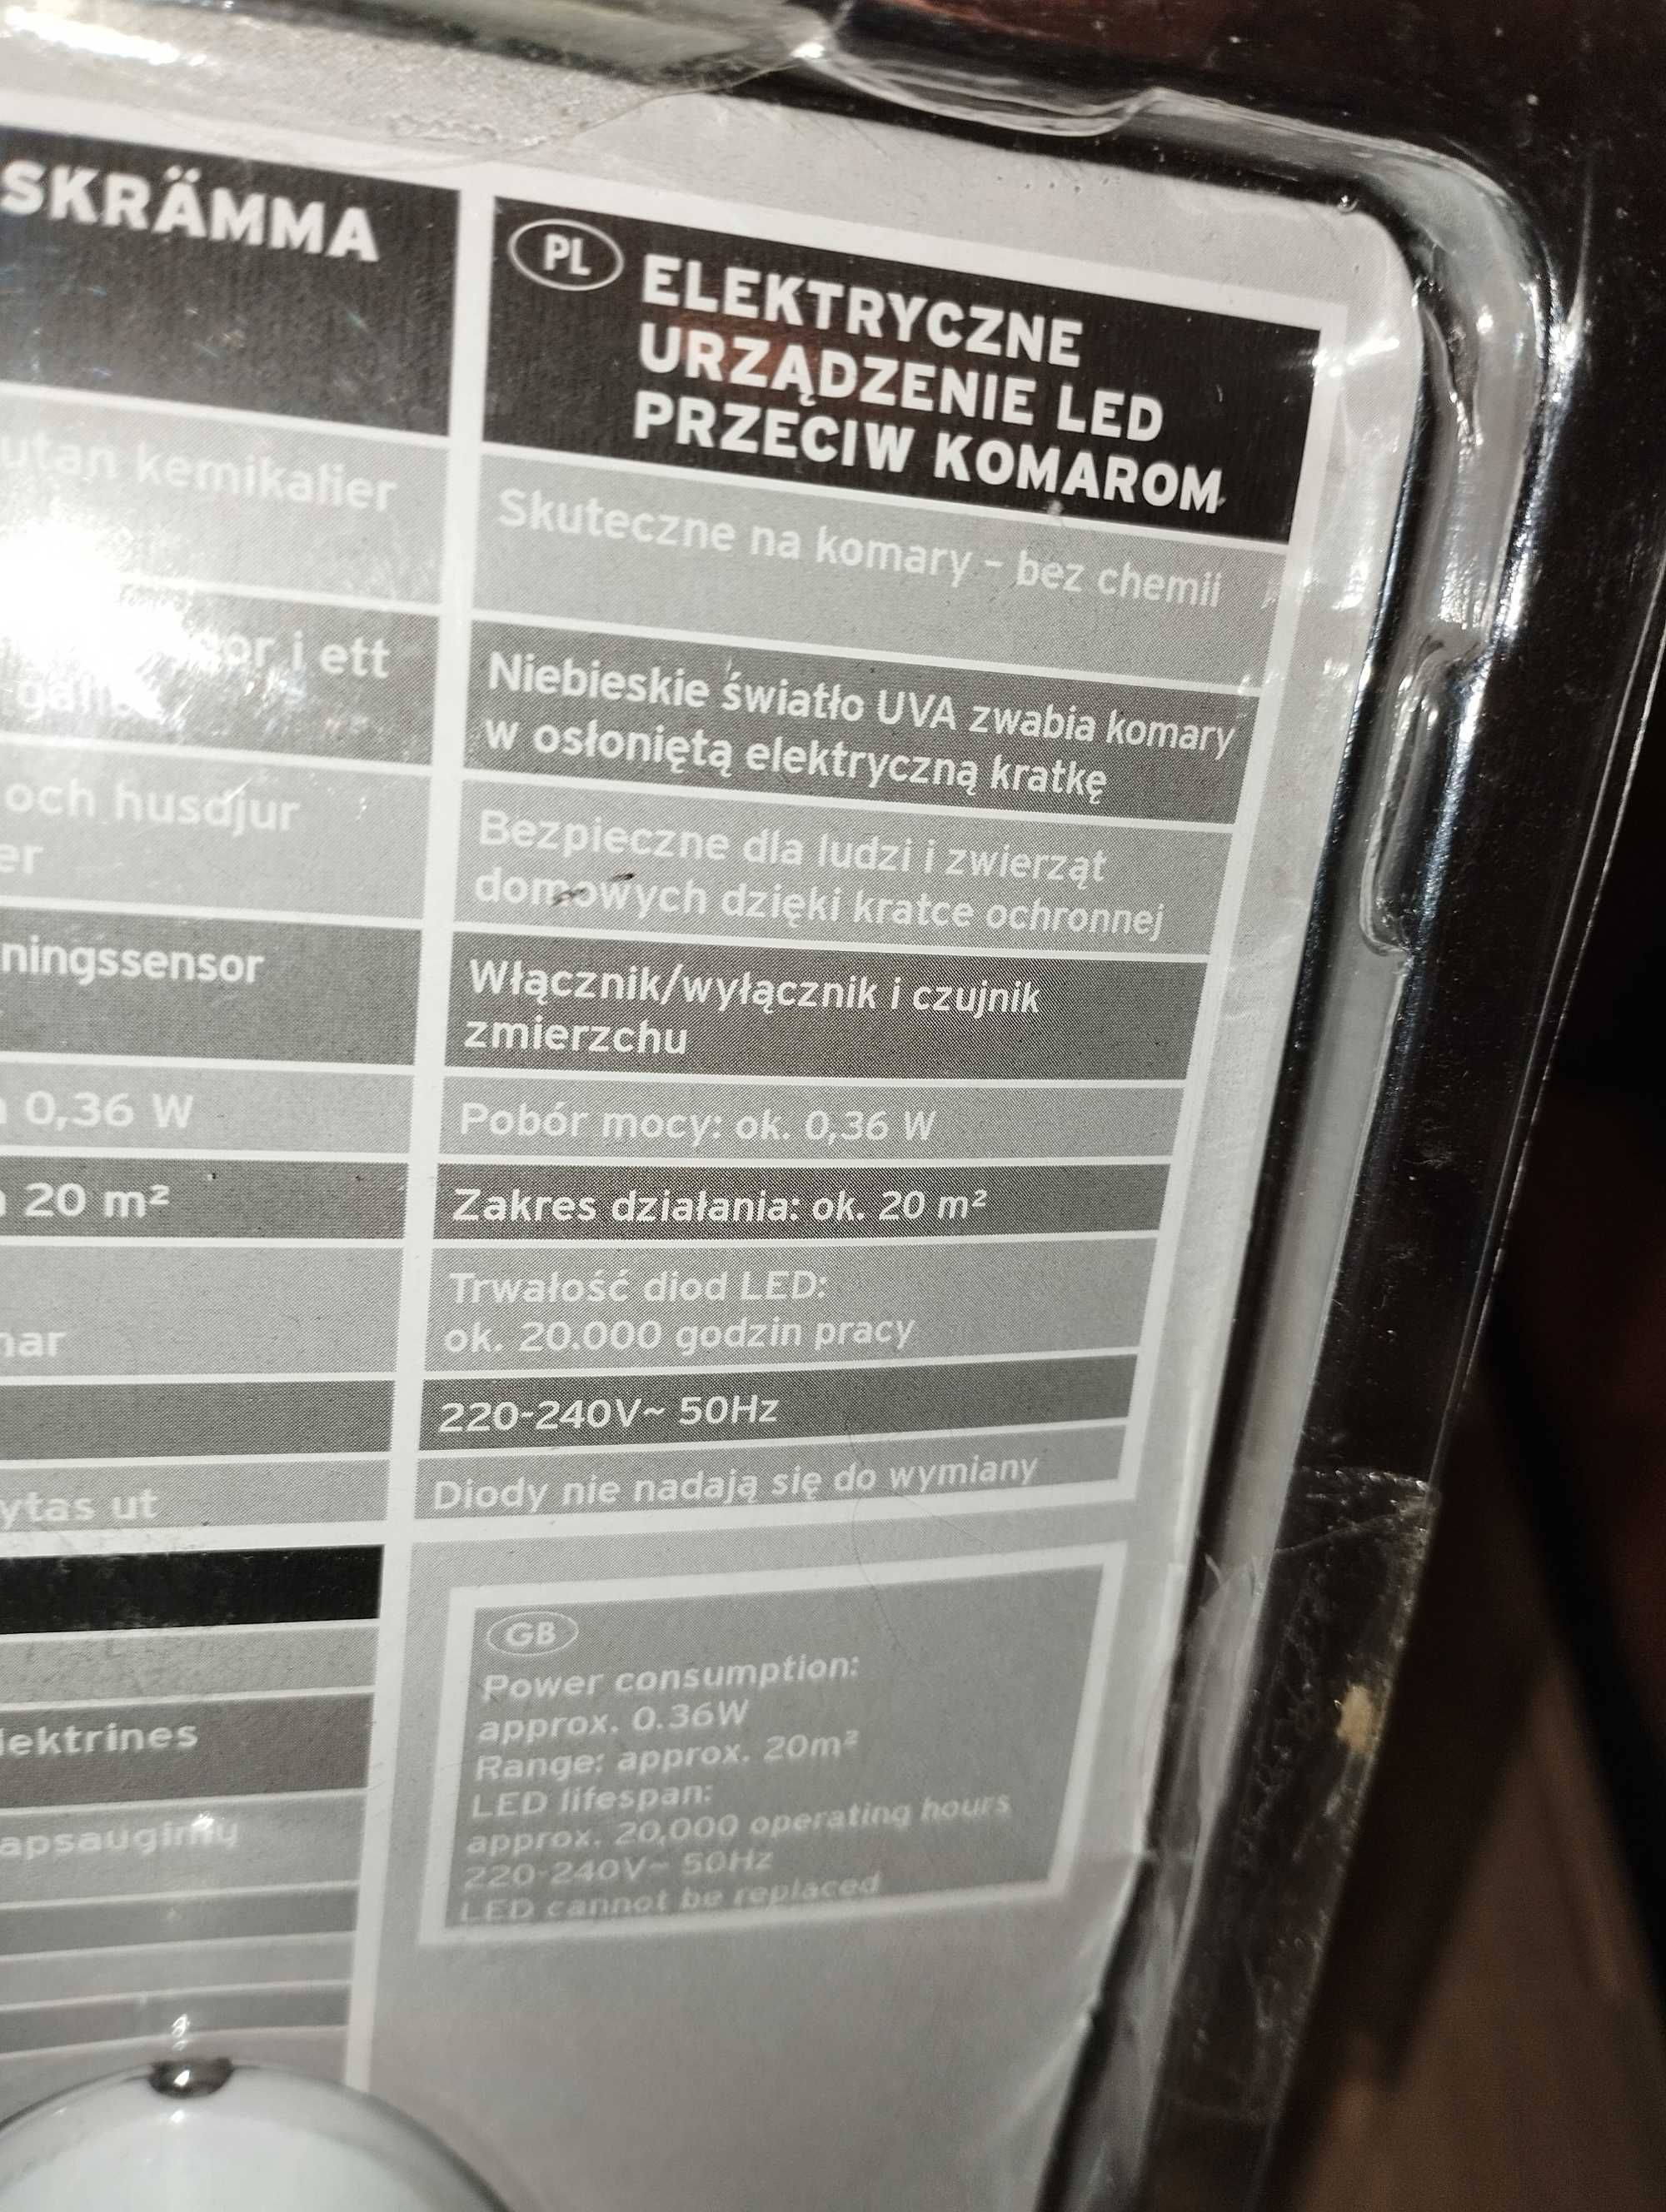 SKRÄMMA
utan kemikalier
or i ett
och husdjur
er
ningssensor
0,36 W
20 m²
nar
ytas ut
PL
ELEKTRYCZNE
URZĄDZENIE LED
PRZECIW KOMAROM
Skuteczne na komary – bez chemii
Niebieskie światło UVA zwabia komary
w osłoniętą elektryczną kratkę
Bezpieczne dla ludzi i zwierząt
domowych dzięki kratce ochronnej
Włącznik/wyłącznik i czujnik
zmierzchu
Pobór mocy: ok. 0,36 W
Zakres działania: ok. 20 m²
Trwałość diod LED:
ok. 20.000 godzin pracy
220-240V~ 50Hz
Diody nie nadają się do wymiany
lektrines
apsauginių
GB
Power consumption:
approx. 0.36W
Range: approx. 20m²
LED lifespan:
approx. 20,000 operating hours
220-240V~ 50Hz
LED cannot be replaced